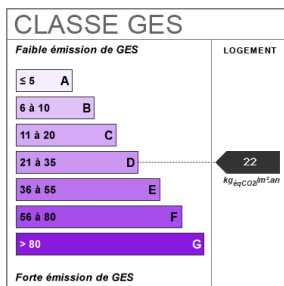 CLASSE GES
Faible émission de GES
LOGEMENT
≤ 5 A
6 à 10 B
11 à 20 C
21 à 35 D
22
kgéqCO2/m².an
36 à 55 E
56 à 80 F
> 80 G
Forte émission de GES